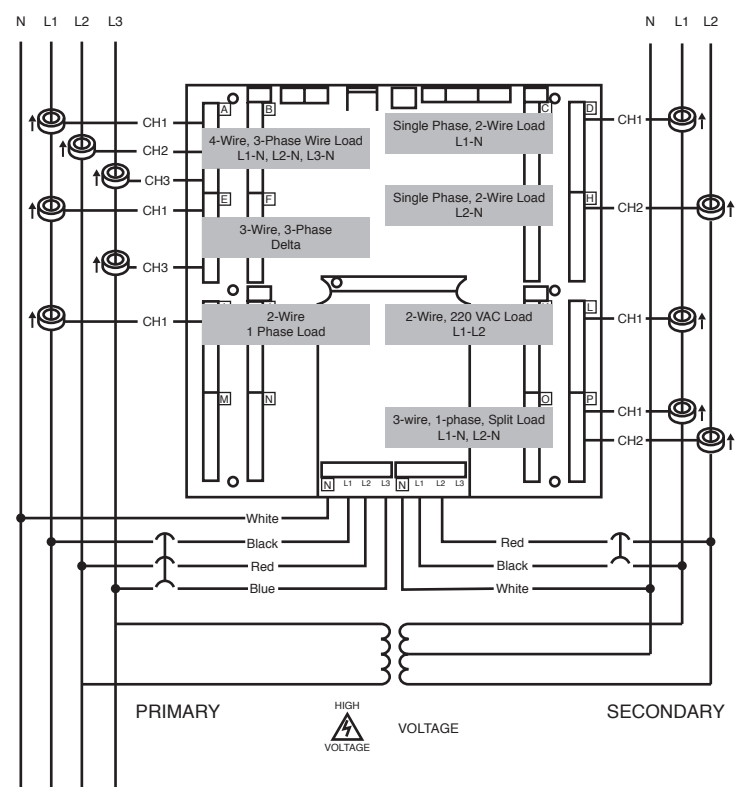 N L1 L2 L3
N L1 L2
A B C D
CH1
4-Wire, 3-Phase Wire Load
L1-N, L2-N, L3-N
Single Phase, 2-Wire Load
L1-N
CH1
CH2
CH3
E F
H
CH1
3-Wire, 3-Phase
Delta
Single Phase, 2-Wire Load
L2-N
CH2
CH3
L
CH1
2-Wire
1 Phase Load
2-Wire, 220 VAC Load
L1-L2
CH1
M N O P
3-wire, 1-phase, Split Load
L1-N, L2-N
CH1
CH2
N L1 L2 L3 N L1 L2 L3
White
Black
Red
Red
Black
Blue
White
PRIMARY
HIGH
VOLTAGE
VOLTAGE
SECONDARY